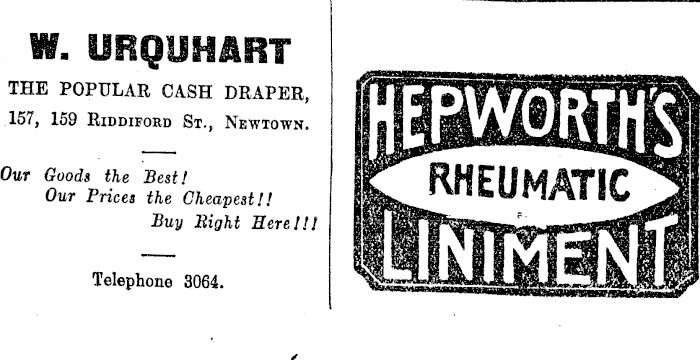 W. URQUHART
THE POPULAR CASH DRAPER,
157, 159 RIDDIFORD ST., NEWTOWN.
Our Goods the Best!
Our Prices the Cheapest!!
Buy Right Here!!!
Telephone 3064.
HEPWORTH'S
RHEUMATIC
LINIMENT